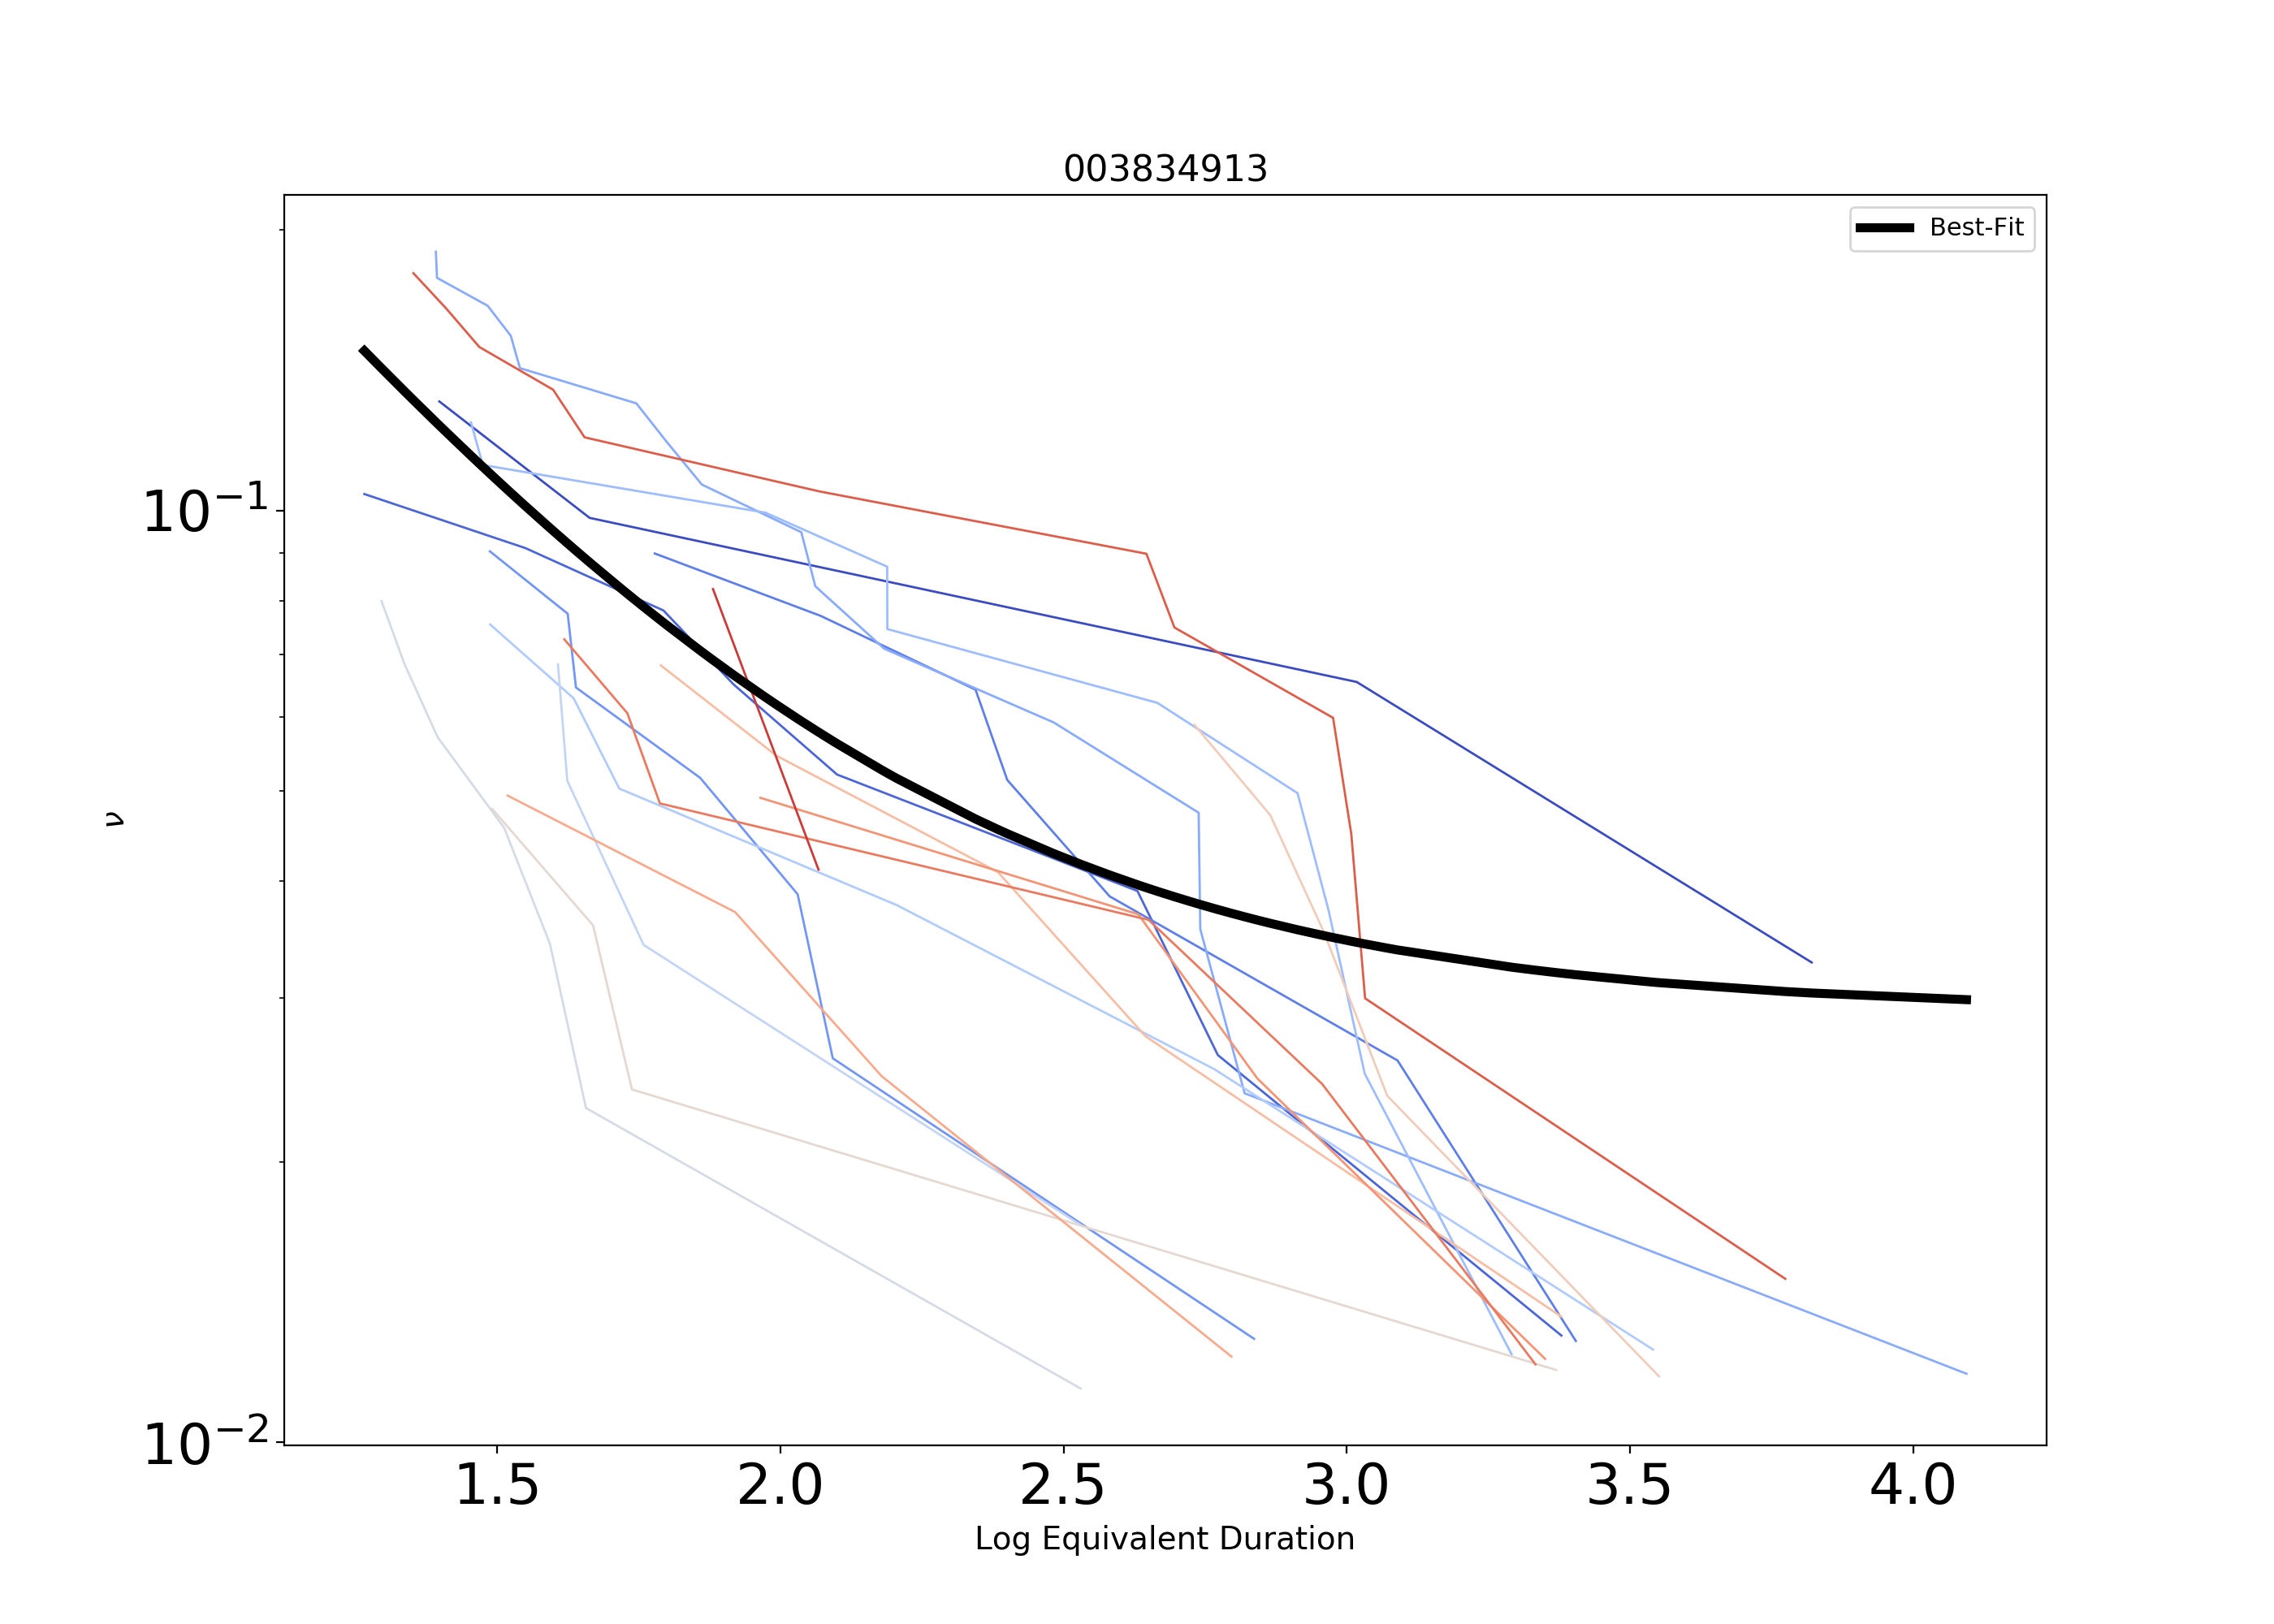 003834913
Best-Fit
10⁻¹
ν
10⁻²
1.5 2.0 2.5 3.0 3.5 4.0
Log Equivalent Duration